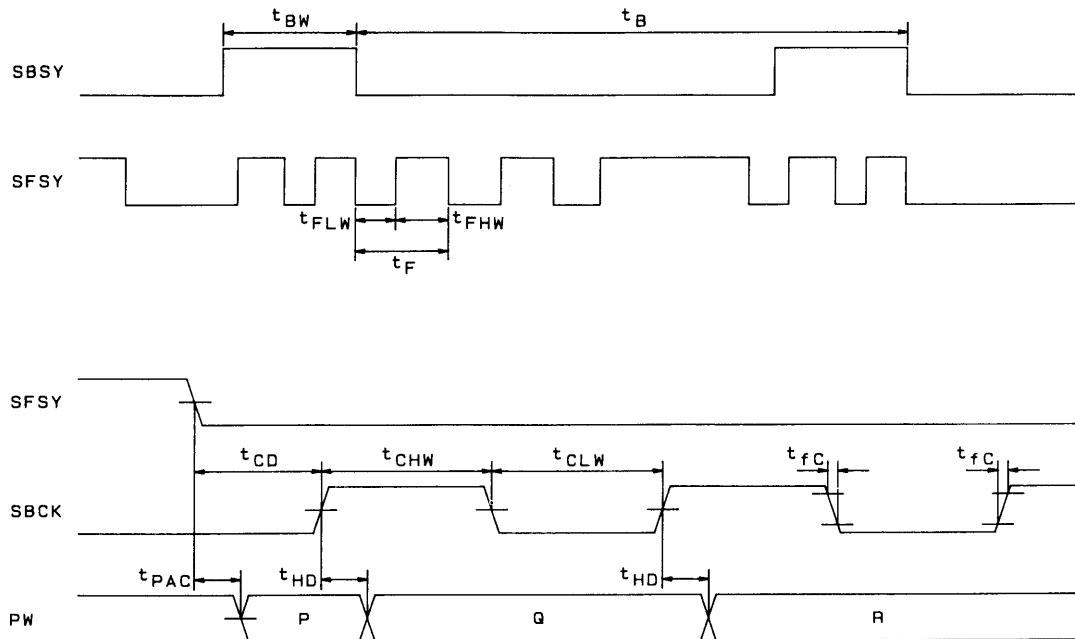 tBW
tB
SBSY
SFSY
tFLW
tFHW
tF
SFSY
tCD
tCHW
tCLW
tfC
tfC
SBCK
tPAC
tHD
tHD
PW
P
Q
R